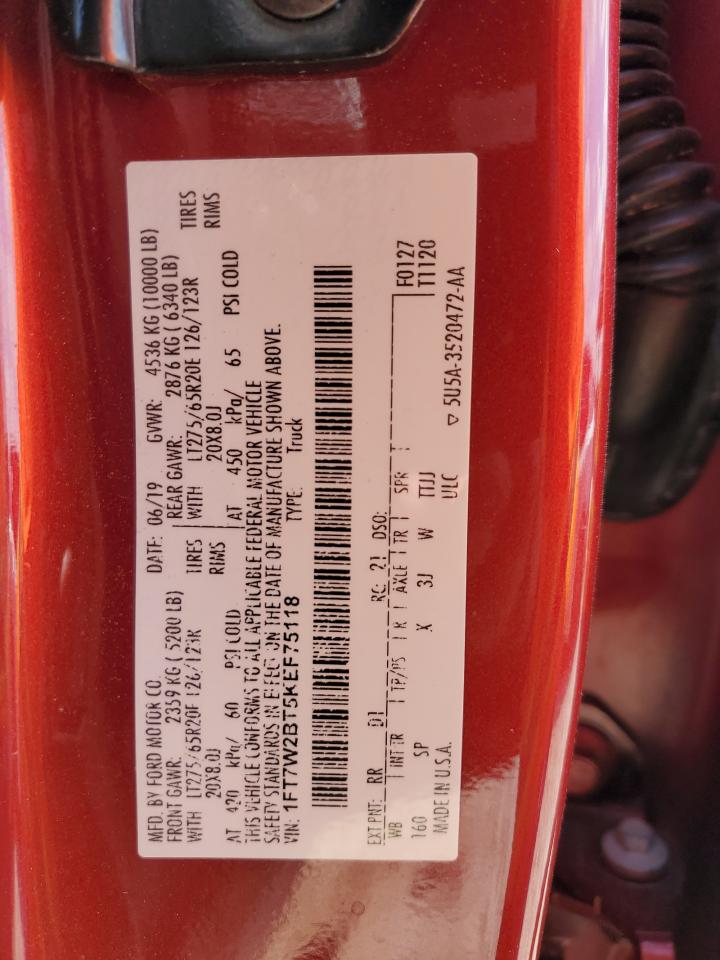 MFD. BY FORD MOTOR CO. DATE: 06/19 GVWR: 4536 KG (10000 LB)
FRONT GAWR: 2359 KG ( 5200 LB) REAR GAWR: 2876 KG ( 6340 LB)
WITH LT275/65R20E 126/123R TIRES WITH LT275/65R20E 126/123R TIRES
20X8.0J RIMS 20X8.0J RIMS
AT 420 kPa/ 60 PSI COLD AT 450 kPa/ 65 PSI COLD
THIS VEHICLE CONFORMS TO ALL APPLICABLE FEDERAL MOTOR VEHICLE
SAFETY STANDARDS IN EFFECT ON THE DATE OF MANUFACTURE SHOWN ABOVE.
VIN: 1FT7W2BT5KEF75118 TYPE: Truck
EXT PNT: RR D1 RC: 21 DSO: F0127
WB INT TR TP/PS R AXLE TR SPR T1120
160 SP X 3J W TTJJ
MADE IN U.S.A. ULC ▽ 5U5A-3520472-AA